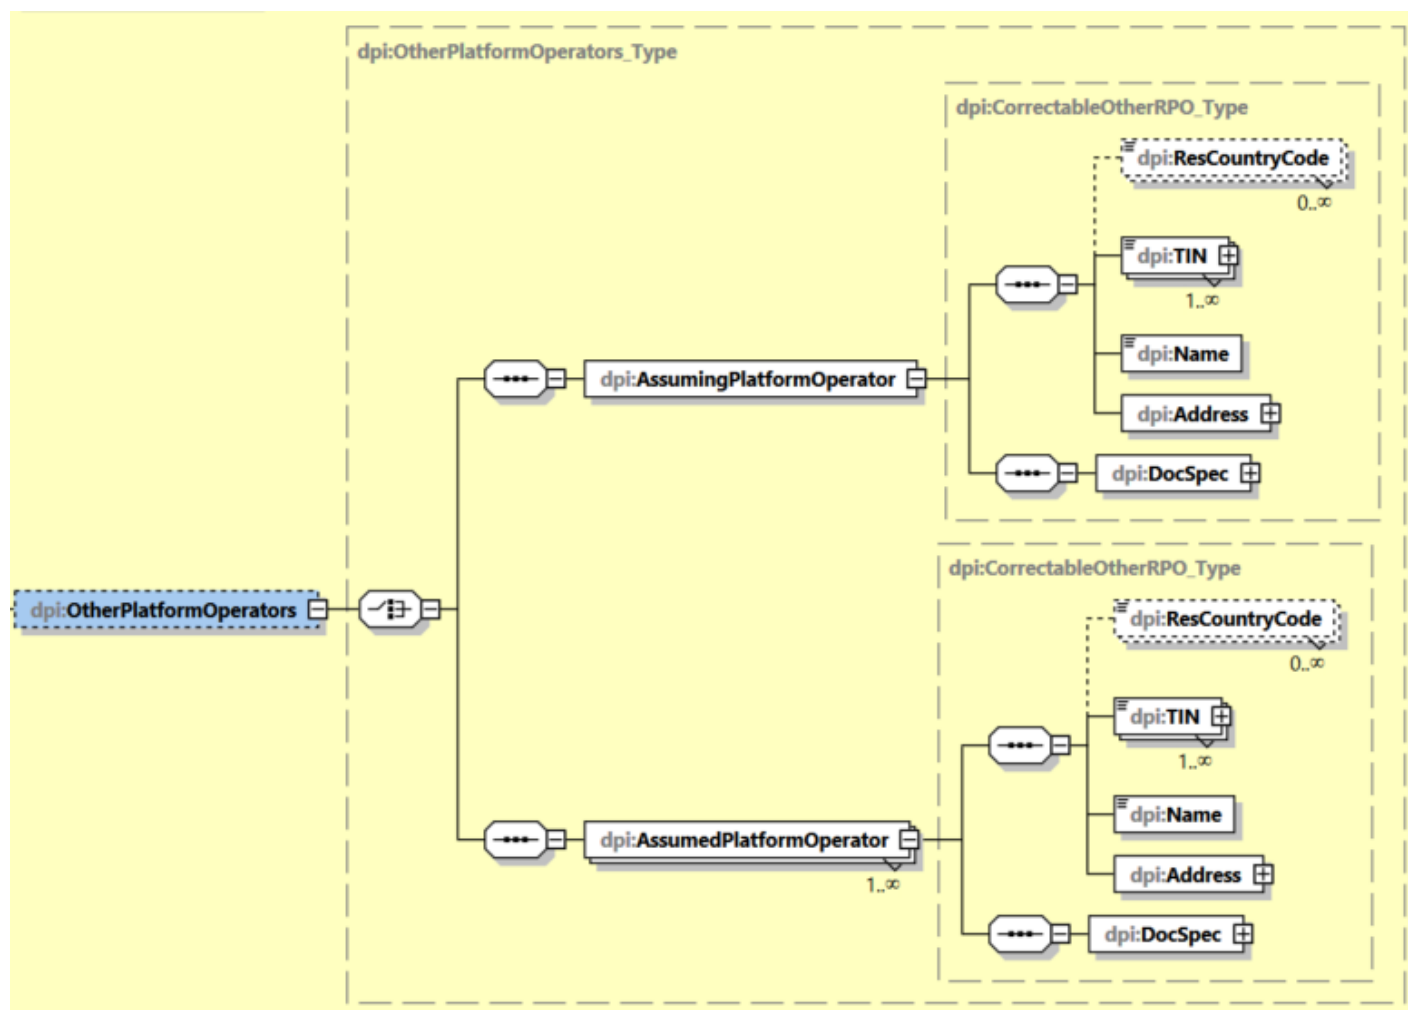 dpi:OtherPlatformOperators_Type
dpi:CorrectableOtherRPO_Type
dpi:ResCountryCode
0..∞
dpi:TIN
1..∞
dpi:Name
dpi:AssumingPlatformOperator
dpi:Address
dpi:DocSpec
dpi:CorrectableOtherRPO_Type
dpi:OtherPlatformOperators
dpi:ResCountryCode
0..∞
dpi:TIN
1..∞
dpi:Name
dpi:AssumedPlatformOperator
1..∞
dpi:Address
dpi:DocSpec